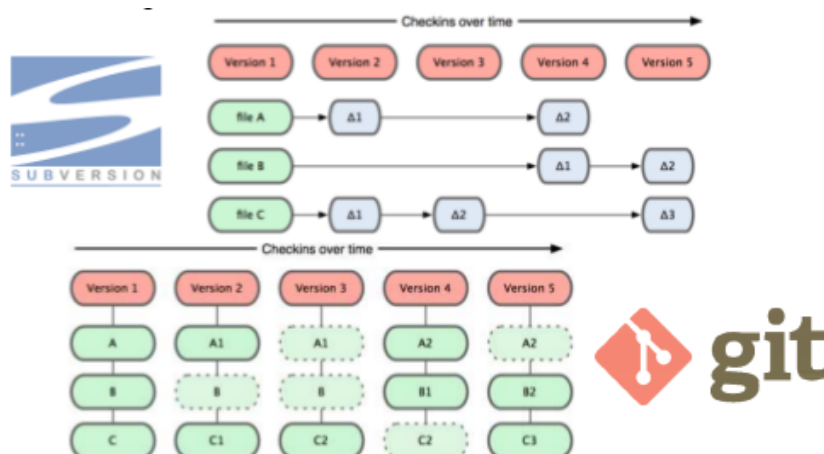 Checkins over time
Version 1 Version 2 Version 3 Version 4 Version 5
file A Δ1 Δ2
file B Δ1 Δ2
file C Δ1 Δ2 Δ3
SUBVERSION
Checkins over time
Version 1 Version 2 Version 3 Version 4 Version 5
A A1 A1 A2 A2
B B B B1 B2
C C1 C2 C2 C3
git